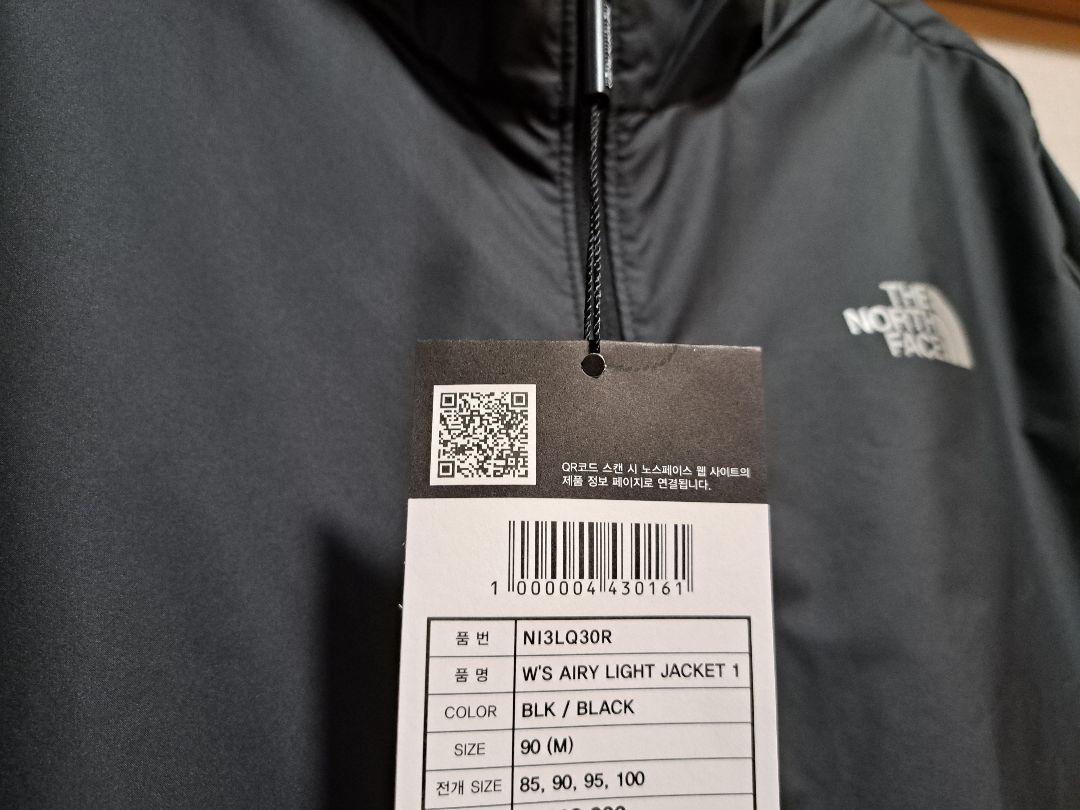 THE
NORTH
FACE
QR코드 스캔 시 노스페이스 웹 사이트의
제품 정보 페이지로 연결됩니다.
1 000004 430161
품 번 NI3LQ30R
품 명 W'S AIRY LIGHT JACKET 1
COLOR BLK / BLACK
SIZE 90 (M)
전개 SIZE 85, 90, 95, 100